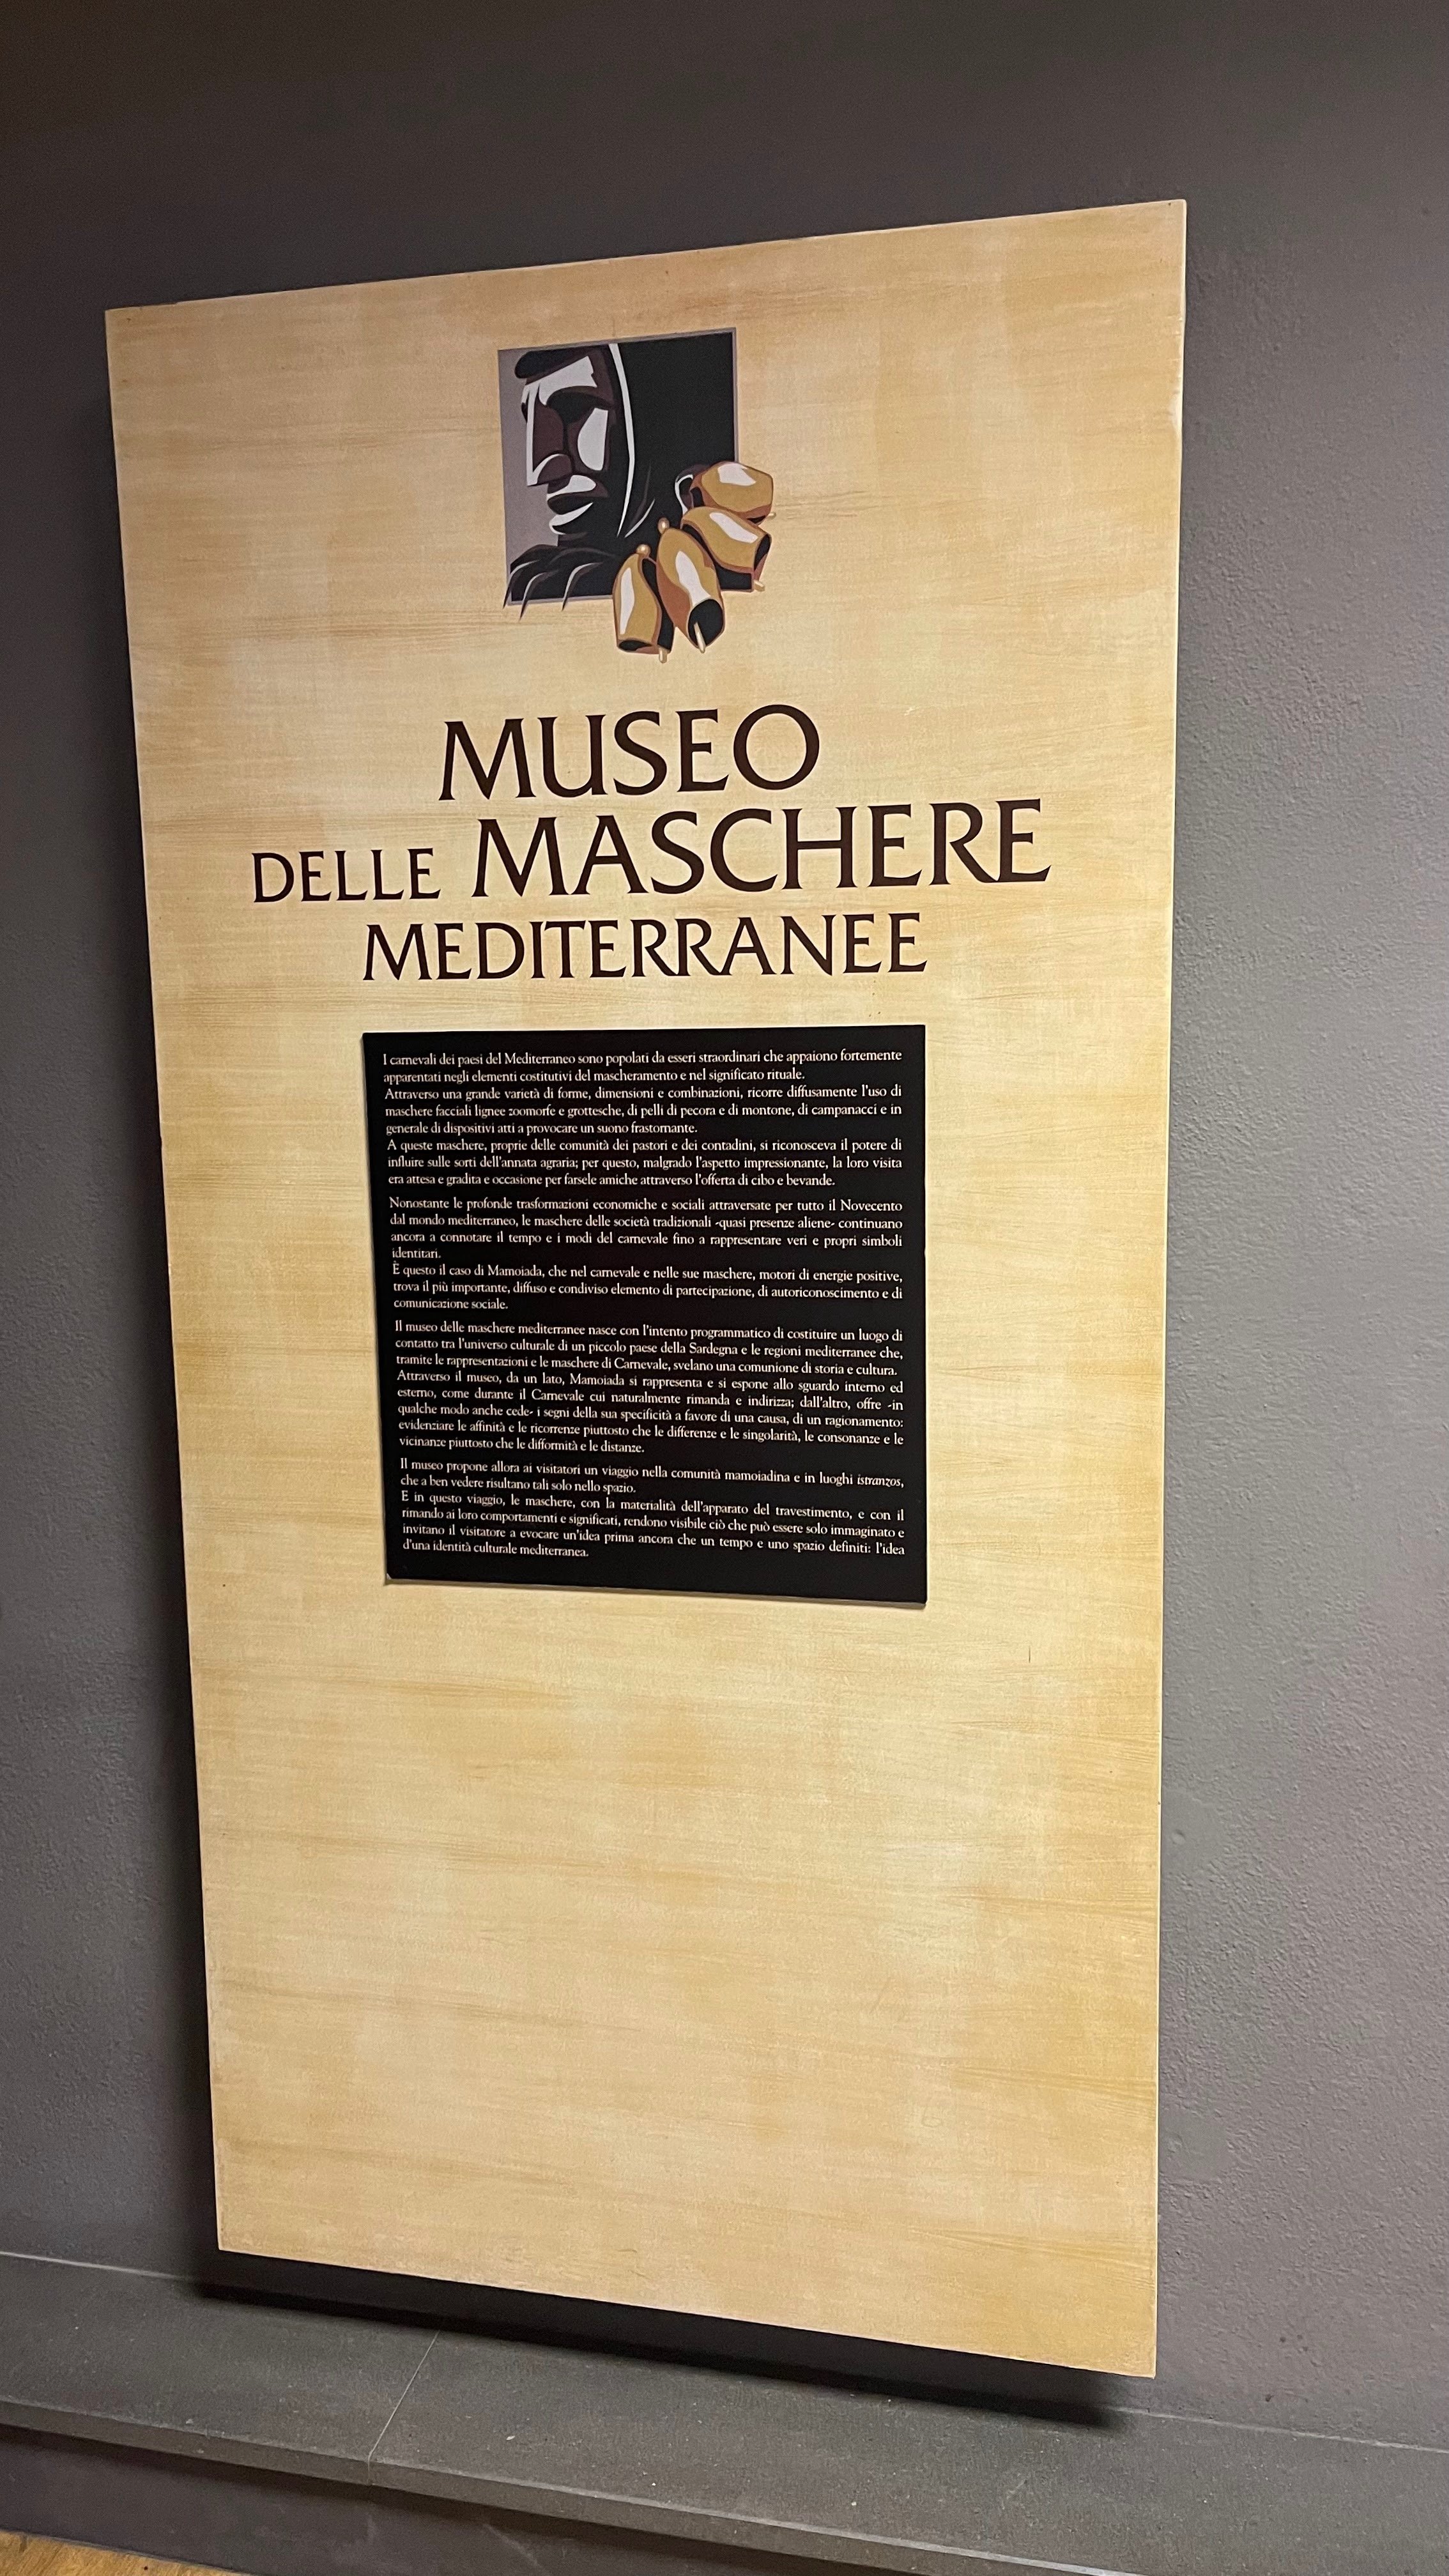 MUSEO
DELLE MASCHERE
MEDITERRANEE
I carnevali dei paesi del Mediterraneo sono popolati da esseri straordinari che appaiono fortemente
apparentati negli elementi costitutivi del mascheramento e nel significato rituale.
Attraverso una grande varietà di forme, dimensioni e combinazioni, ricorre diffusamente l'uso di
maschere facciali lignee zoomorfe e grottesche, di pelli di pecora e di montone, di campanacci e in
generale di dispositivi atti a provocare un suono frastornante.
A queste maschere, proprie delle comunità dei pastori e dei contadini, si riconosceva il potere di
influire sulle sorti dell'annata agraria; per questo, malgrado l'aspetto impressionante, la loro visita
era attesa e gradita e occasione per farsele amiche attraverso l'offerta di cibo e bevande.
Nonostante le profonde trasformazioni economiche e sociali attraversate per tutto il Novecento
dal mondo mediterraneo, le maschere delle società tradizionali -quasi presenze aliene- continuano
ancora a connotare il tempo e i modi del carnevale fino a rappresentare veri e propri simboli
identitari.
È questo il caso di Mamoiada, che nel carnevale e nelle sue maschere, motori di energie positive,
trova il più importante, diffuso e condiviso elemento di partecipazione, di autoriconoscimento e di
comunicazione sociale.
Il museo delle maschere mediterranee nasce con l'intento programmatico di costituire un luogo di
contatto tra l'universo culturale di un piccolo paese della Sardegna e le regioni mediterranee che,
tramite le rappresentazioni e le maschere di Carnevale, svelano una comunione di storia e cultura.
Attraverso il museo, da un lato, Mamoiada si rappresenta e si espone allo sguardo interno ed
esterno, come durante il Carnevale cui naturalmente rimanda e indirizza; dall'altro, offre -in
qualche modo anche cede- i segni della sua specificità a favore di una causa, di un ragionamento:
evidenziare le affinità e le ricorrenze piuttosto che le differenze e le singolarità, le consonanze e le
vicinanze piuttosto che le difformità e le distanze.
Il museo propone allora ai visitatori un viaggio nella comunità mamoiadina e in luoghi istranzos,
che a ben vedere risultano tali solo nello spazio.
E in questo viaggio, le maschere, con la materialità dell'apparato del travestimento, e con il
rimando ai loro comportamenti e significati, rendono visibile ciò che può essere solo immaginato e
invitano il visitatore a evocare un'idea prima ancora che un tempo e uno spazio definiti: l'idea
d'una identità culturale mediterranea.